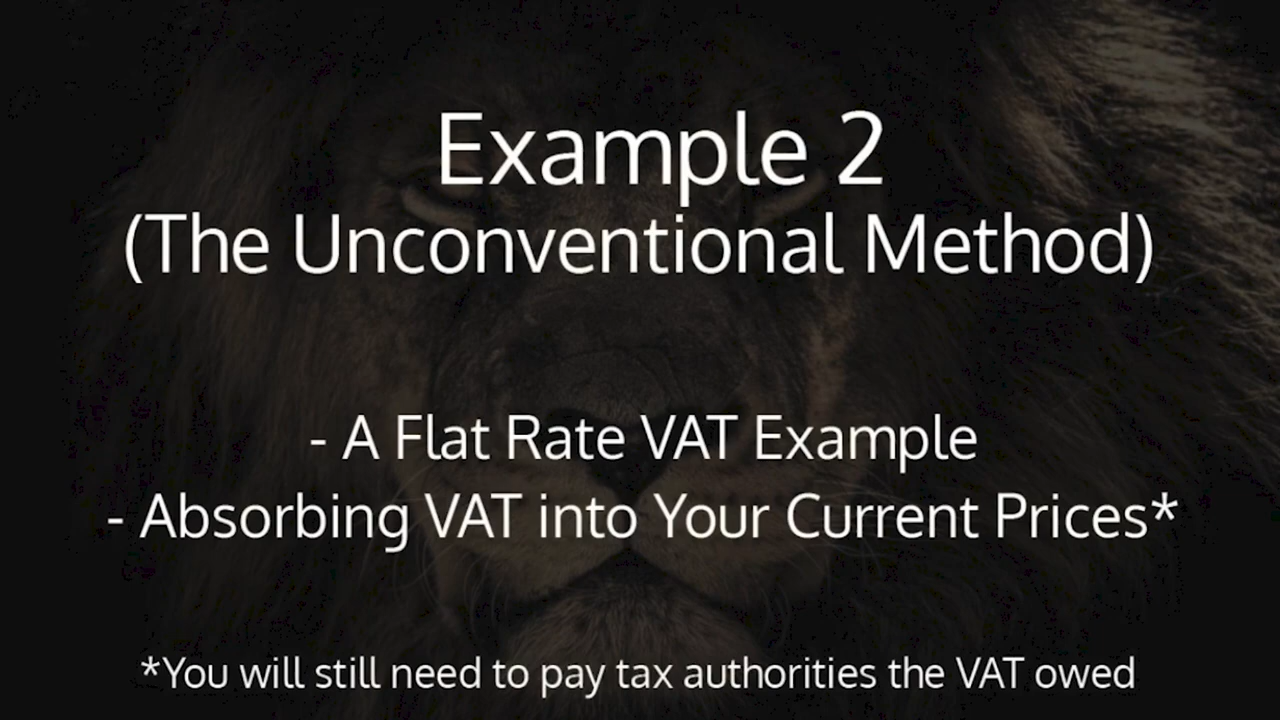 Example 2
(The Unconventional Method)
- A Flat Rate VAT Example
- Absorbing VAT into Your Current Prices*
*You will still need to pay tax authorities the VAT owed